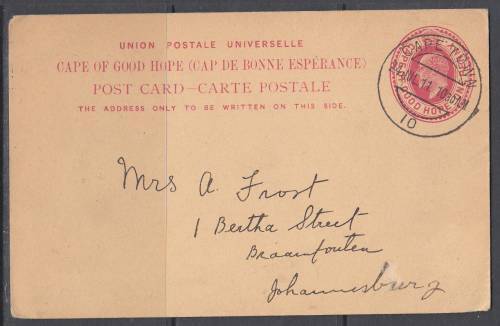 UNION POSTALE UNIVERSELLE
CAPE OF GOOD HOPE (CAP DE BONNE ESPÉRANCE)
POST CARD—CARTE POSTALE
THE ADDRESS ONLY TO BE WRITTEN ON THIS SIDE.
CAPE TOWN
10
GOOD HOPE
Mrs A. Frost
1 Bertha Street
Braamfontein
Johannesburg